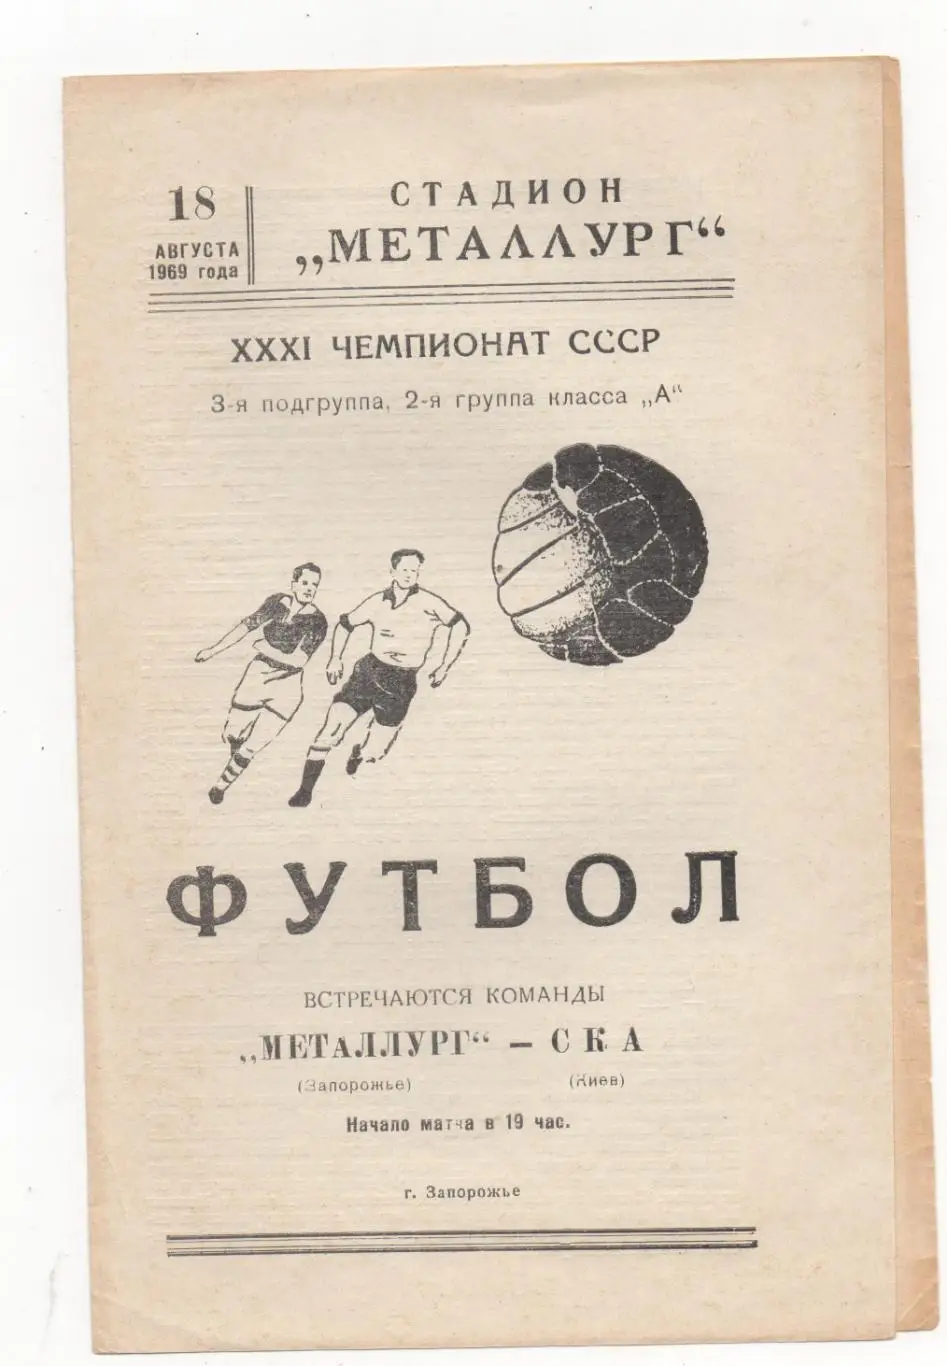 18
АВГУСТА
1969 года
СТАДИОН
„МЕТАЛЛУРГ“
XXXI ЧЕМПИОНАТ СССР
3-я подгруппа, 2-я группа класса „А“
ФУТБОЛ
ВСТРЕЧАЮТСЯ КОМАНДЫ
„МЕТАЛЛУРГ“ – СКА
(Запорожье) (Киев)
Начало матча в 19 час.
г. Запорожье